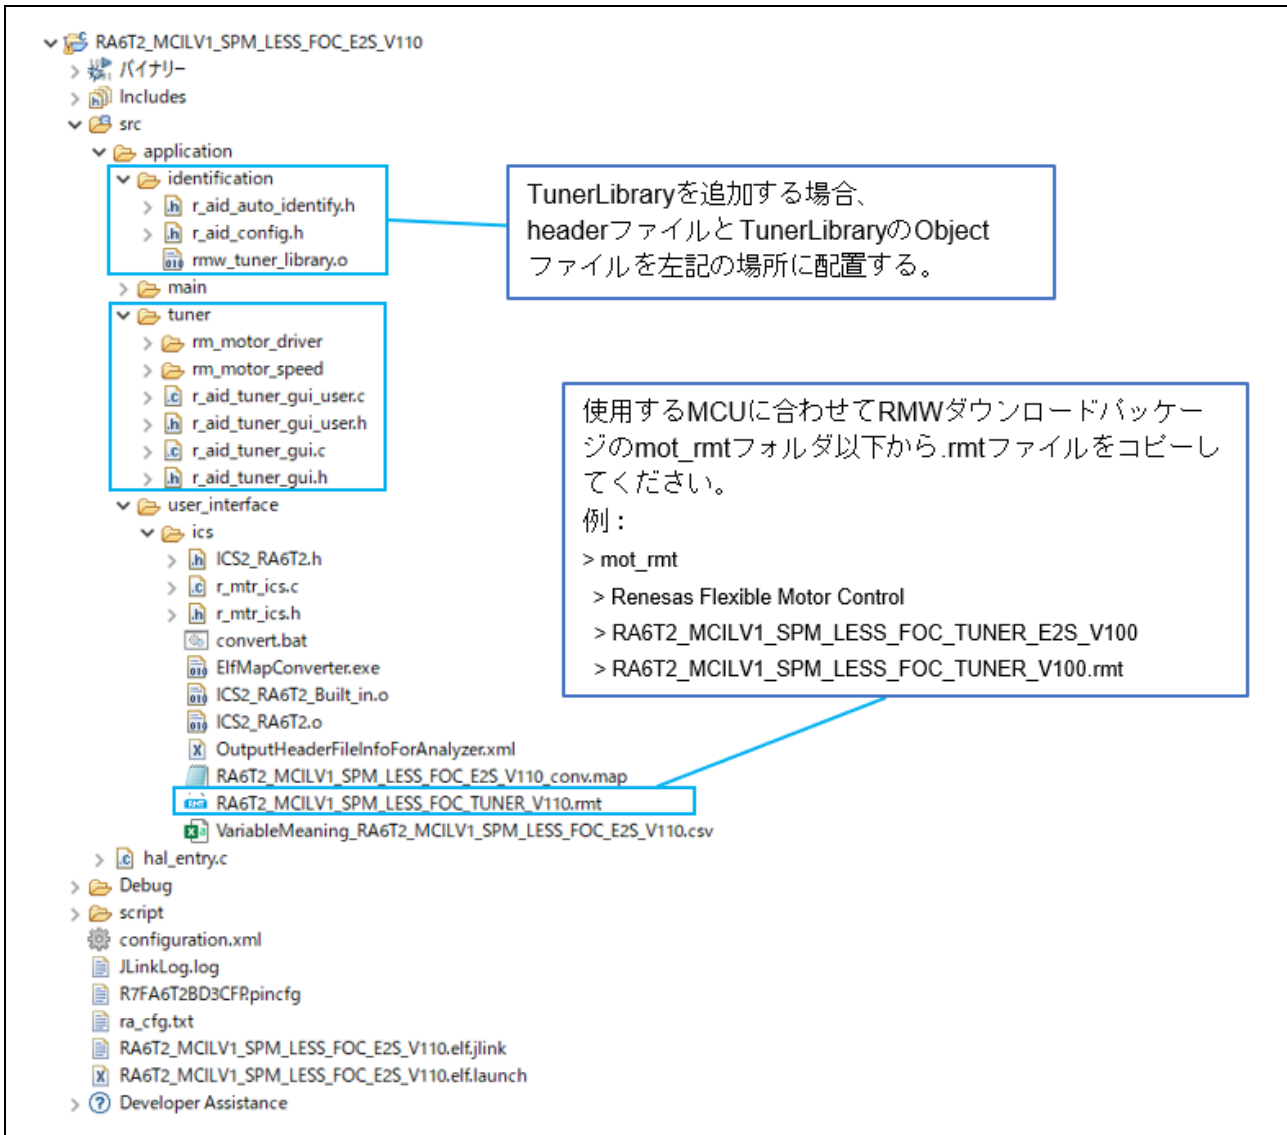 RA6T2_MCILV1_SPM_LESS_FOC_E2S_V110
バイナリー
Includes
src
application
identification
r_aid_auto_identify.h
r_aid_config.h
rmw_tuner_library.o
main
tuner
rm_motor_driver
rm_motor_speed
r_aid_tuner_gui_user.c
r_aid_tuner_gui_user.h
r_aid_tuner_gui.c
r_aid_tuner_gui.h
user_interface
ics
ICS2_RA6T2.h
r_mtr_ics.c
r_mtr_ics.h
convert.bat
ElfMapConverter.exe
ICS2_RA6T2_Built_in.o
ICS2_RA6T2.o
OutputHeaderFileInfoForAnalyzer.xml
RA6T2_MCILV1_SPM_LESS_FOC_E2S_V110_conv.map
RA6T2_MCILV1_SPM_LESS_FOC_TUNER_V110.rmt
VariableMeaning_RA6T2_MCILV1_SPM_LESS_FOC_E2S_V110.csv
hal_entry.c
Debug
script
configuration.xml
JLinkLog.log
R7FA6T2BD3CFP.pincfg
ra_cfg.txt
RA6T2_MCILV1_SPM_LESS_FOC_E2S_V110.elf.jlink
RA6T2_MCILV1_SPM_LESS_FOC_E2S_V110.elf.launch
Developer Assistance
TunerLibraryを追加する場合、
headerファイルとTunerLibraryのObject
ファイルを左記の場所に配置する。
使用するMCUに合わせてRMWダウンロードパッケー
ジのmot_rmtフォルダ以下から.rmtファイルをコピーし
てください。
例：
> mot_rmt
> Renesas Flexible Motor Control
> RA6T2_MCILV1_SPM_LESS_FOC_TUNER_E2S_V100
> RA6T2_MCILV1_SPM_LESS_FOC_TUNER_V100.rmt